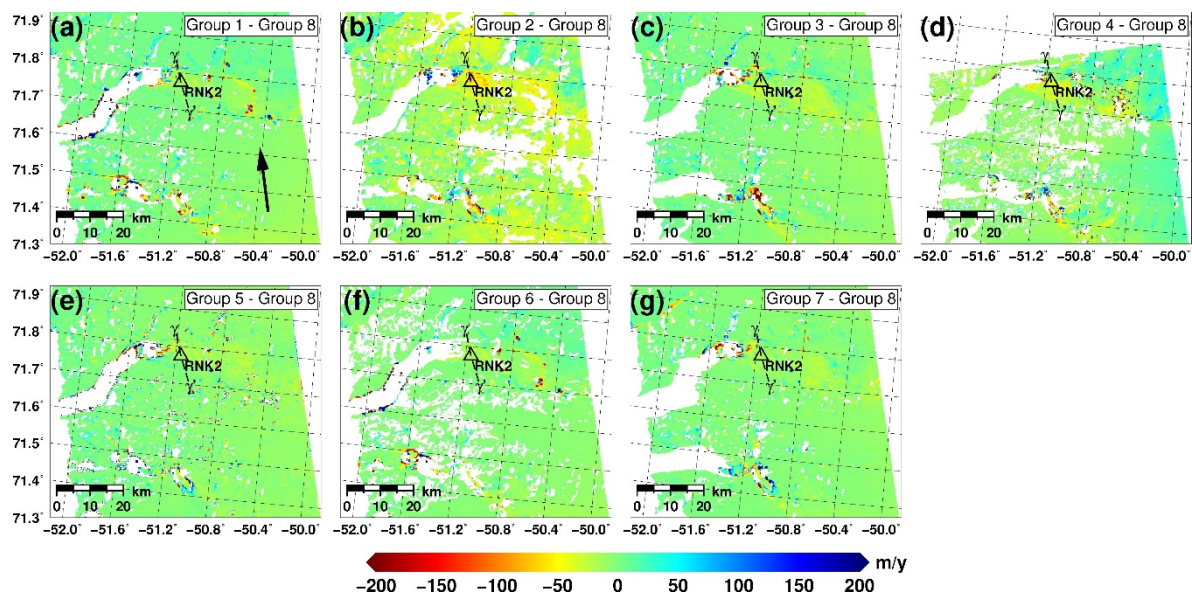 (a) Group 1 - Group 8
(b) Group 2 - Group 8
(c) Group 3 - Group 8
(d) Group 4 - Group 8
71.9˚
71.8˚
71.7˚
71.6˚
71.5˚
71.4˚
71.3˚
γ RNK2 γ'
γ RNK2 γ'
γ RNK2 γ'
γ RNK2 γ'
0 10 20 km
0 10 20 km
0 10 20 km
0 10 20 km
−52.0˚ −51.6˚ −51.2˚ −50.8˚ −50.4˚ −50.0˚
−52.0˚ −51.6˚ −51.2˚ −50.8˚ −50.4˚ −50.0˚
−52.0˚ −51.6˚ −51.2˚ −50.8˚ −50.4˚ −50.0˚
−52.0˚ −51.6˚ −51.2˚ −50.8˚ −50.4˚ −50.0˚
(e) Group 5 - Group 8
(f) Group 6 - Group 8
(g) Group 7 - Group 8
71.9˚
71.8˚
71.7˚
71.6˚
71.5˚
71.4˚
71.3˚
γ RNK2 γ'
γ RNK2 γ'
γ RNK2 γ'
0 10 20 km
0 10 20 km
0 10 20 km
−52.0˚ −51.6˚ −51.2˚ −50.8˚ −50.4˚ −50.0˚
−52.0˚ −51.6˚ −51.2˚ −50.8˚ −50.4˚ −50.0˚
−52.0˚ −51.6˚ −51.2˚ −50.8˚ −50.4˚ −50.0˚
m/y
−200 −150 −100 −50 0 50 100 150 200